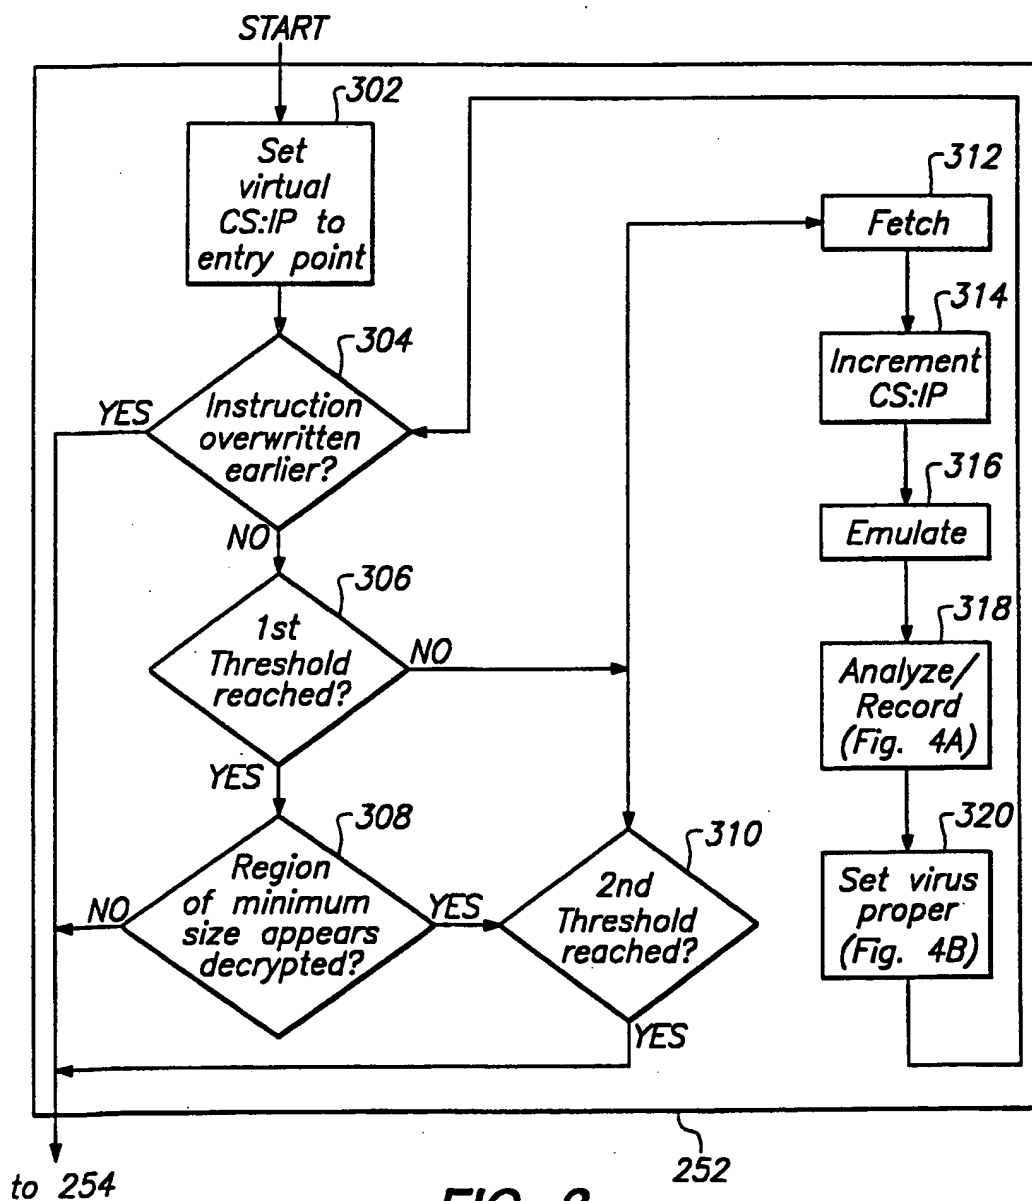 START
302
Set
virtual
CS:IP to
entry point
304
YES
Instruction
overwritten
earlier?
NO
306
1st
Threshold
reached?
NO
YES
308
Region
of minimum
size appears
decrypted?
NO
YES
310
2nd
Threshold
reached?
YES
312
Fetch
314
Increment
CS:IP
316
Emulate
318
Analyze/
Record
(Fig. 4A)
320
Set virus
proper
(Fig. 4B)
252
to 254